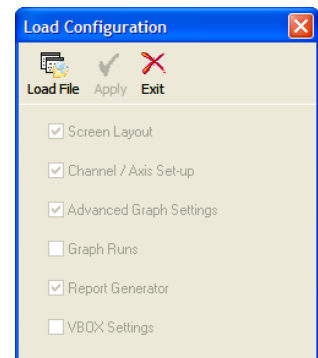 Load Configuration
Load File Apply Exit
Screen Layout
Channel / Axis Set-up
Advanced Graph Settings
Graph Runs
Report Generator
VBOX Settings